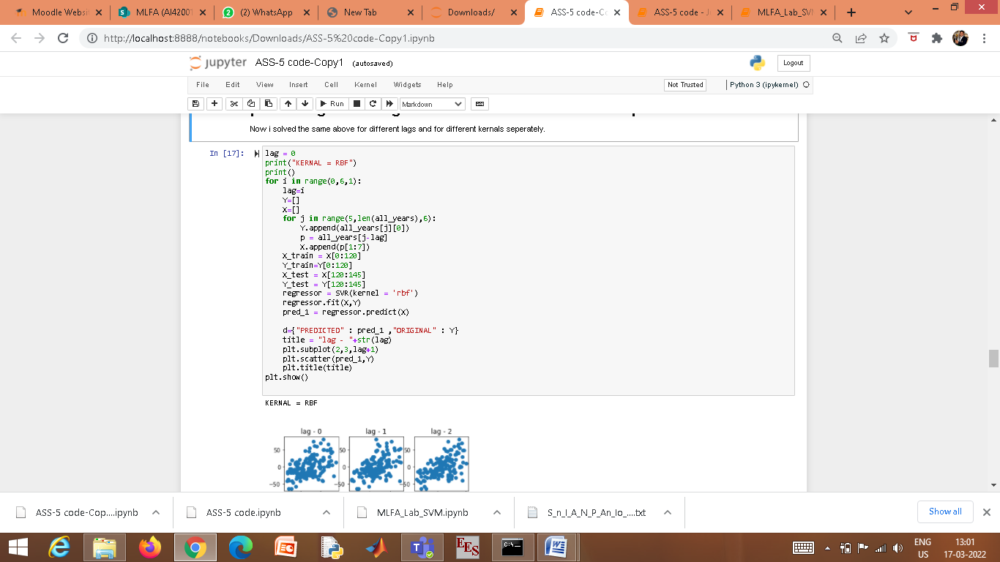 Moodle Websi
MLFA (AI4200
(2) WhatsApp
New Tab
Downloads/
ASS-5 code-Co
ASS-5 code - J
MLFA_Lab_SV
http://localhost:8888/notebooks/Downloads/ASS-5%20code-Copy1.ipynb
jupyter ASS-5 code-Copy1 (autosaved)
Logout
File Edit View Insert Cell Kernel Widgets Help
Not Trusted
Python 3 (ipykernel)
Run
Markdown
Now i solved the same above for different lags and for different kernals seperately.
In [17]:
lag = 0
print("KERNAL = RBF")
print()
for i in range(0,6,1):
    lag=i
    Y=[]
    X=[]
    for j in range(5,len(all_years),6):
        Y.append(all_years[j][0])
        p = all_years[j-lag]
        X.append(p[1:7])
    X_train = X[0:120]
    Y_train=Y[0:120]
    X_test = X[120:145]
    Y_test = Y[120:145]
    regressor = SVR(kernel = 'rbf')
    regressor.fit(X,Y)
    pred_1 = regressor.predict(X)
    d={"PREDICTED" : pred_1 ,"ORIGINAL" : Y}
    title = "lag - "+str(lag)
    plt.subplot(2,3,lag+1)
    plt.scatter(pred_1,Y)
    plt.title(title)
plt.show()
KERNAL = RBF
lag - 0 lag - 1 lag - 2
50 50 50
0 0 0
−50 −50 −50
ASS-5 code-Cop....ipynb
ASS-5 code.ipynb
MLFA_Lab_SVM.ipynb
S_n_I_A_N_P_An_Io_....txt
Show all
EES
C:\
ENG
US
13:01
17-03-2022